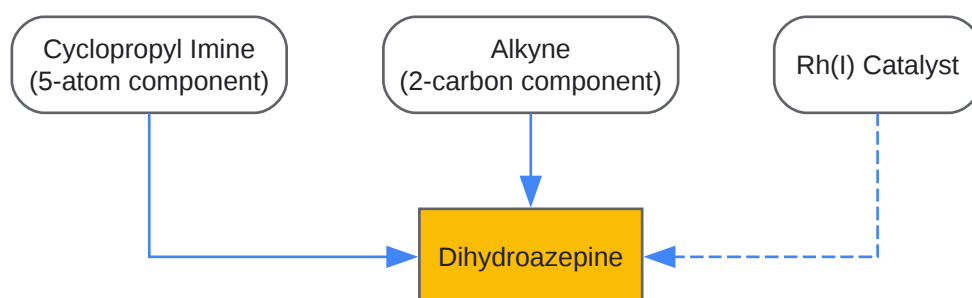 Cyclopropyl Imine
(5-atom component)
Alkyne
(2-carbon component)
Rh(I) Catalyst
Dihydroazepine